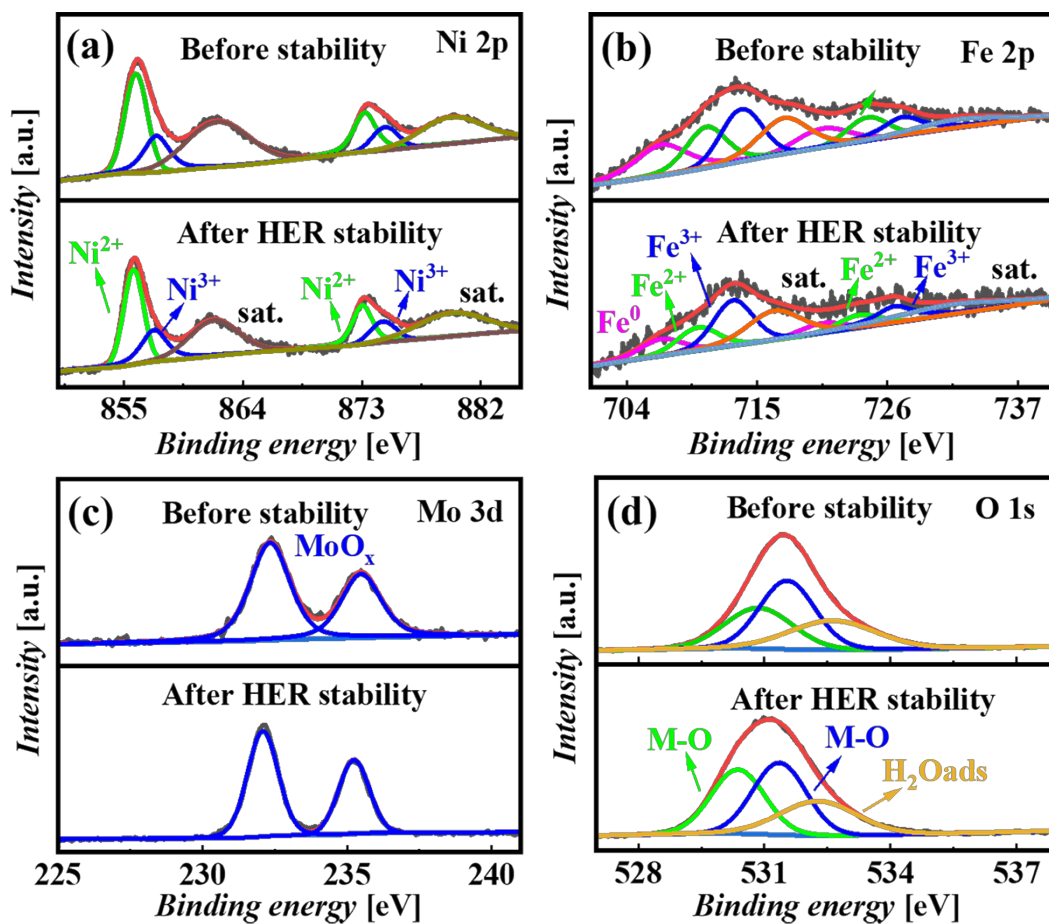 (a) Before stability Ni 2p
After HER stability
Ni2+ Ni3+ sat. Ni2+ Ni3+ sat.
855 864 873 882
Binding energy [eV]
Intensity [a.u.]
(b) Before stability Fe 2p
After HER stability
Fe0 Fe2+ Fe3+ sat. Fe2+ Fe3+ sat.
704 715 726 737
Binding energy [eV]
Intensity [a.u.]
(c) Before stability Mo 3d
MoOx
After HER stability
225 230 235 240
Binding energy [eV]
Intensity [a.u.]
(d) Before stability O 1s
After HER stability
M-O M-O H2Oads
528 531 534 537
Binding energy [eV]
Intensity [a.u.]